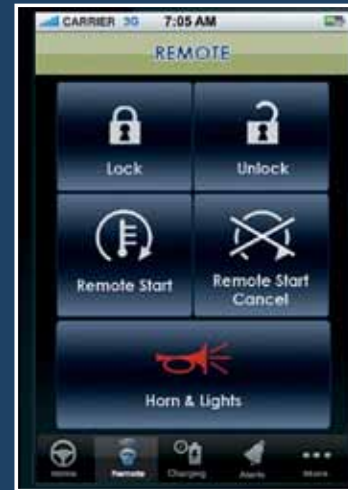 CARRIER 3G 7:05 AM
REMOTE
Lock
Unlock
Remote Start
Remote Start
Cancel
Horn & Lights
Home
Remote
Charging
Alerts
More